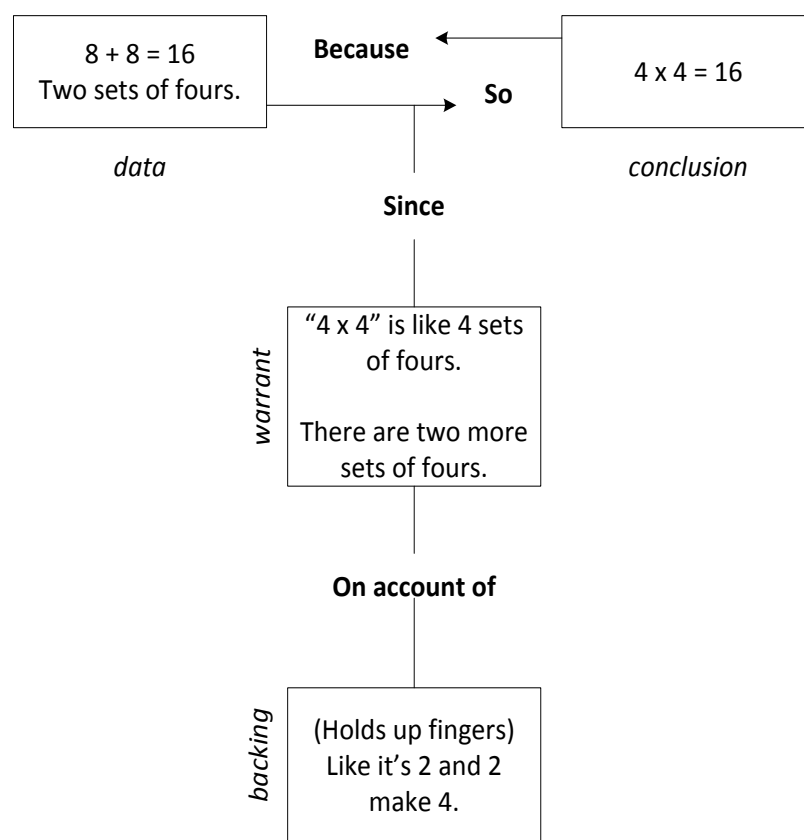 8 + 8 = 16
Two sets of fours.
Because
So
4 x 4 = 16
data
conclusion
Since
warrant
“4 x 4” is like 4 sets
of fours.
There are two more
sets of fours.
On account of
backing
(Holds up fingers)
Like it’s 2 and 2
make 4.